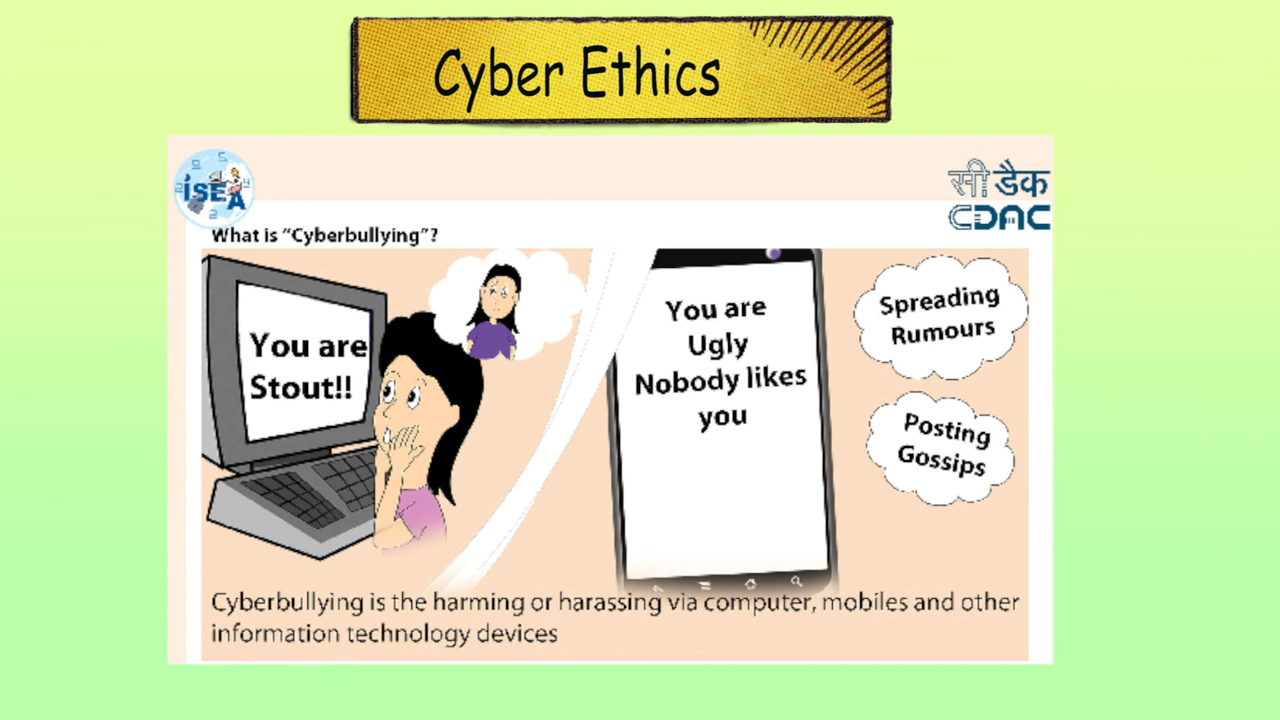 Cyber Ethics
ISEA
सी डैक
CDAC
What is “Cyberbullying”?
You are
Stout!!
You are
Ugly
Nobody likes
you
Spreading
Rumours
Posting
Gossips
Cyberbullying is the harming or harassing via computer, mobiles and other
information technology devices